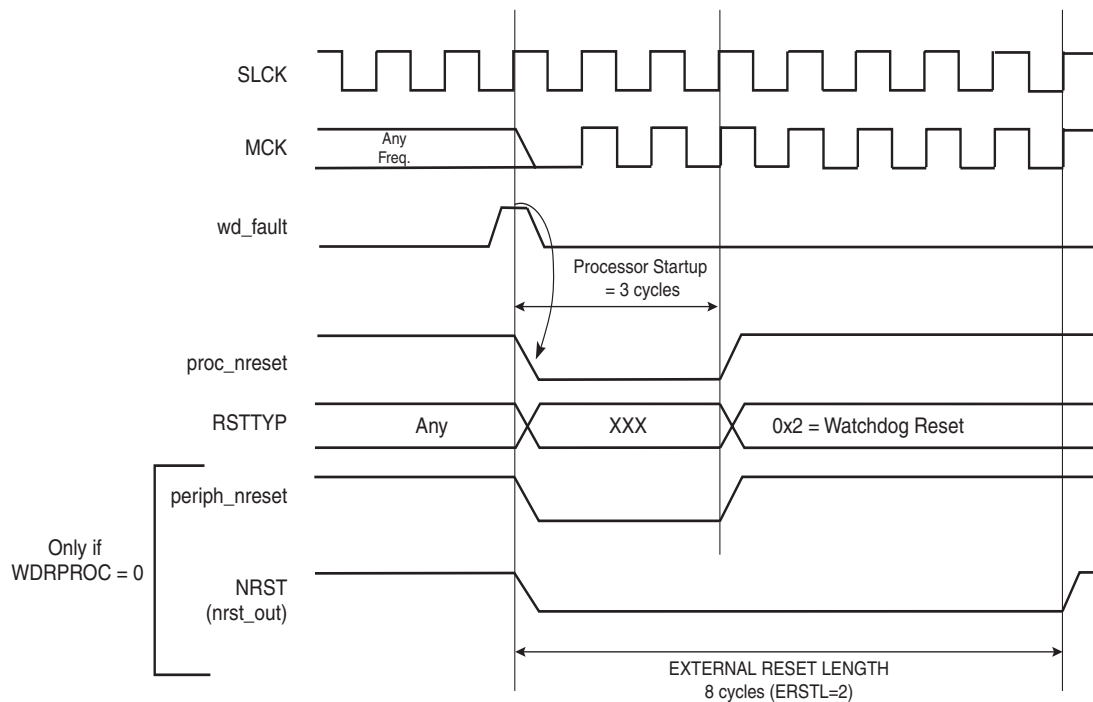 SLCK
MCK
Any
Freq.
wd_fault
Processor Startup
= 3 cycles
proc_nreset
RSTTYP
Any
XXX
0x2 = Watchdog Reset
periph_nreset
Only if
WDRPROC = 0
NRST
(nrst_out)
EXTERNAL RESET LENGTH
8 cycles (ERSTL=2)